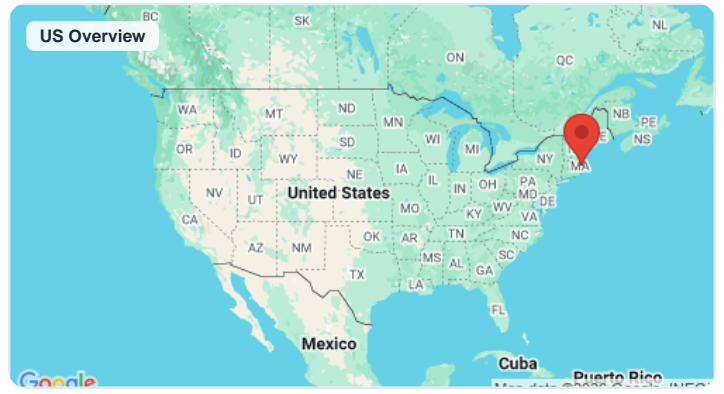 US Overview
BC
SK
NL
ON
QC
WA
MT
ND
MN
NB
PE
NS
OR
ID
WY
SD
WI
MI
NY
MA
NE
IA
NV
UT
IL
IN
OH
PA
MD
DE
United States
CA
MO
KY
WV
VA
AZ
NM
OK
AR
TN
NC
SC
MS
AL
GA
TX
LA
FL
Mexico
Cuba
Puerto Rico
Google